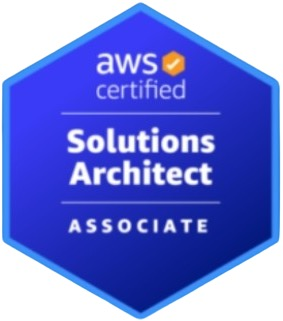 aws
certified
Solutions
Architect
ASSOCIATE